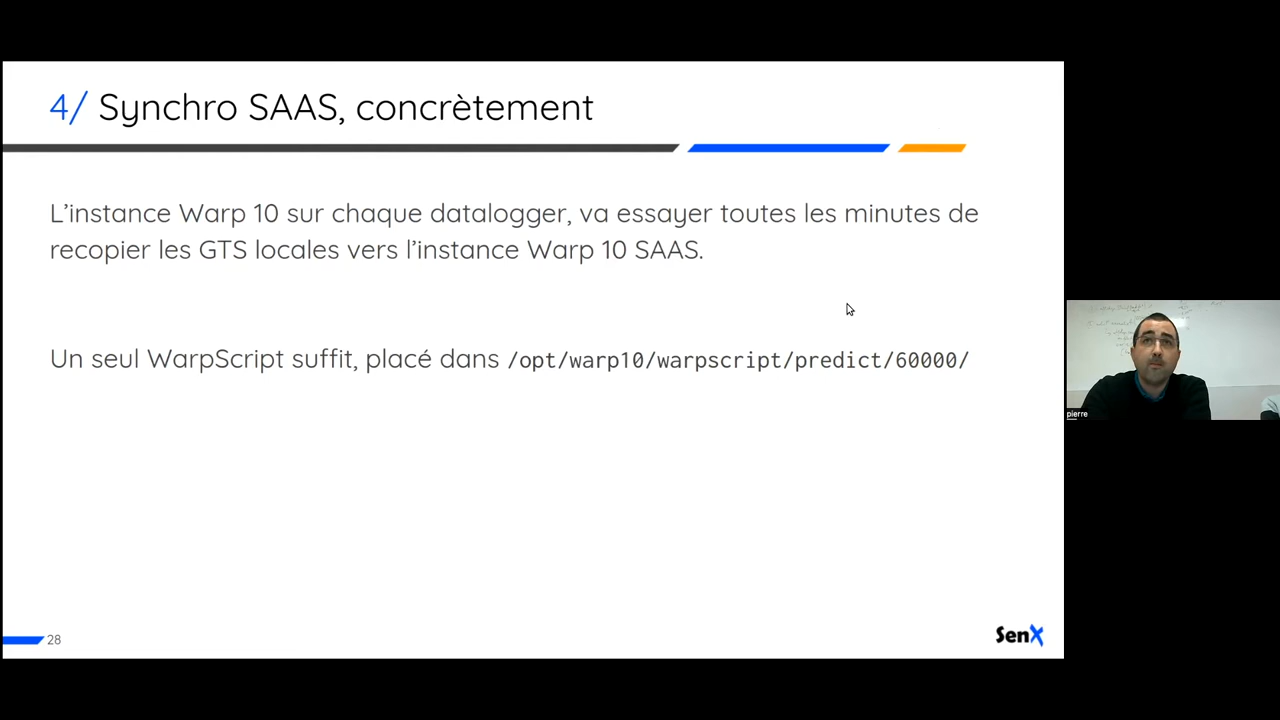 4/ Synchro SAAS, concrètement
L'instance Warp 10 sur chaque datalogger, va essayer toutes les minutes de
recopier les GTS locales vers l'instance Warp 10 SAAS.
Un seul WarpScript suffit, placé dans /opt/warp10/warpscript/predict/60000/
pierre
28
SenX